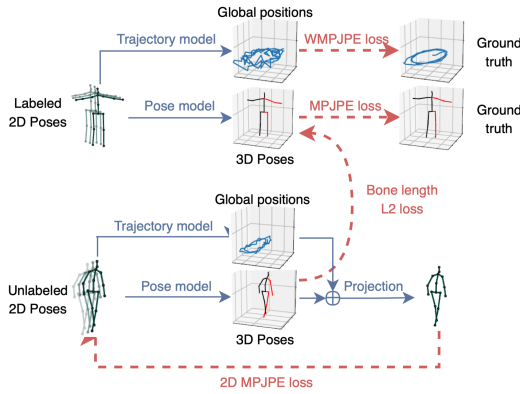 Global positions
Trajectory model
WMPJPE loss
Ground
truth
Labeled
2D Poses
Pose model
MPJPE loss
Ground
truth
3D Poses
Bone length
L2 loss
Global positions
Trajectory model
Unlabeled
2D Poses
Pose model
Projection
3D Poses
2D MPJPE loss